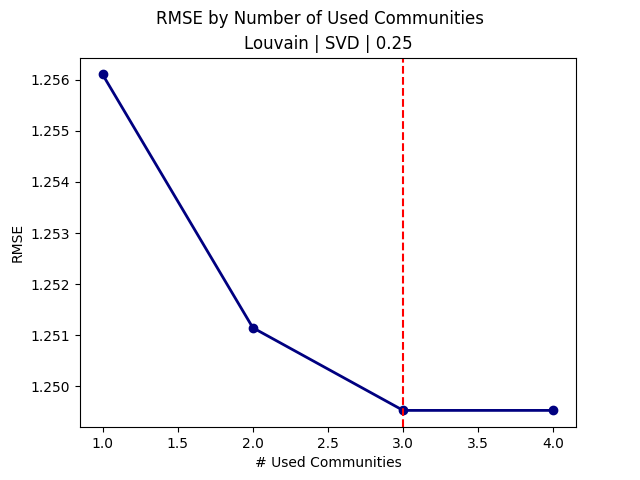 RMSE by Number of Used Communities
Louvain | SVD | 0.25
1.256
1.255
1.254
1.253
1.252
1.251
1.250
RMSE
1.0 1.5 2.0 2.5 3.0 3.5 4.0
# Used Communities